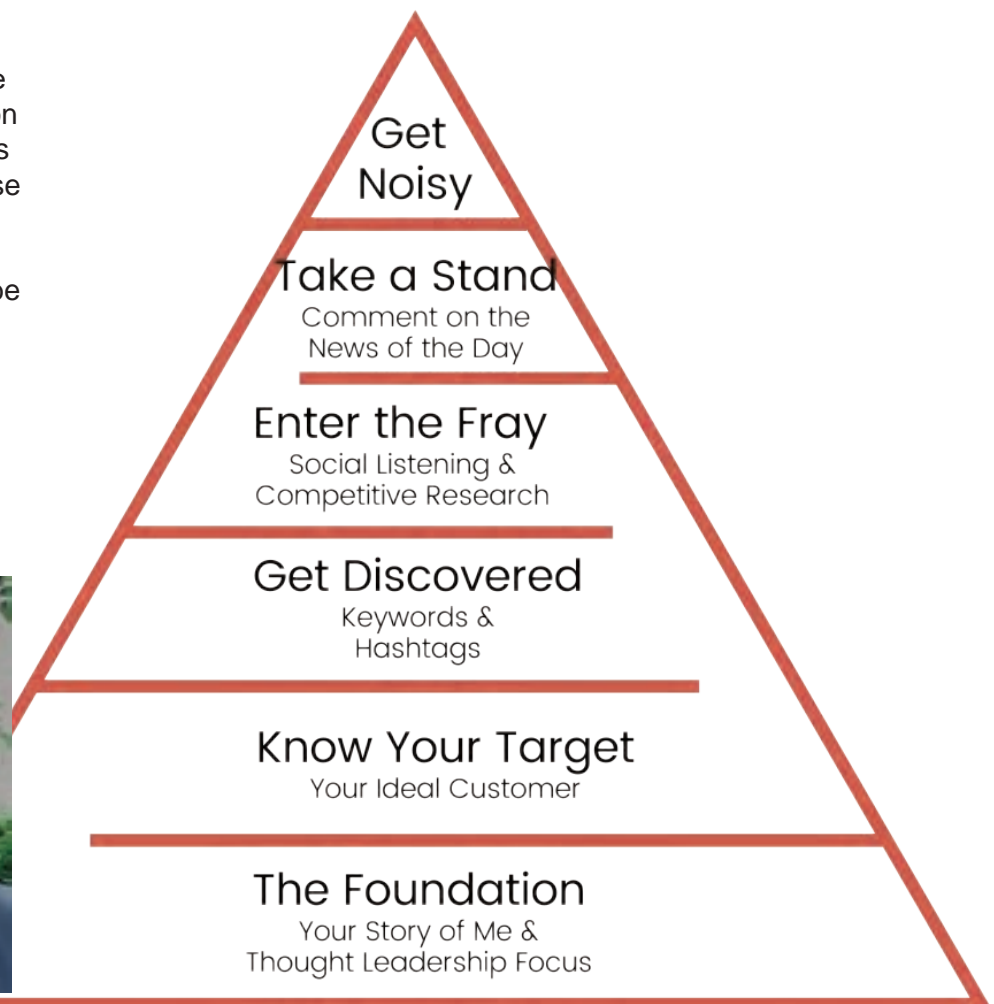 Get
Noisy
Take a Stand
Comment on the
News of the Day
Enter the Fray
Social Listening &
Competitive Research
Get Discovered
Keywords &
Hashtags
Know Your Target
Your Ideal Customer
The Foundation
Your Story of Me &
Thought Leadership Focus